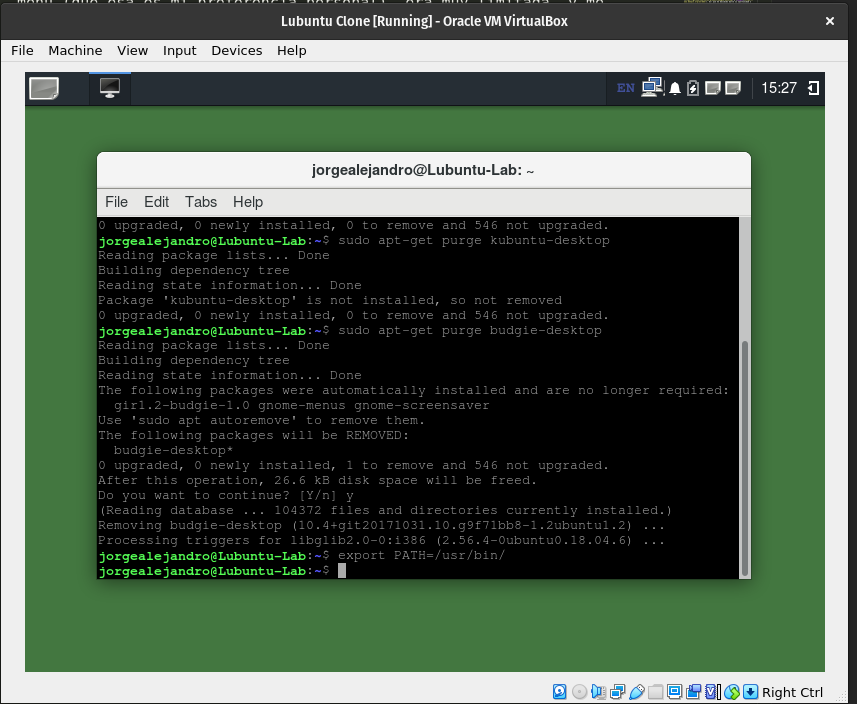 Lubuntu Clone [Running] - Oracle VM VirtualBox
File Machine View Input Devices Help
EN 15:27
jorgealejandro@Lubuntu-Lab: ~
File Edit Tabs Help
0 upgraded, 0 newly installed, 0 to remove and 546 not upgraded.
jorgealejandro@Lubuntu-Lab:~$ sudo apt-get purge kubuntu-desktop
Reading package lists... Done
Building dependency tree
Reading state information... Done
Package 'kubuntu-desktop' is not installed, so not removed
0 upgraded, 0 newly installed, 0 to remove and 546 not upgraded.
jorgealejandro@Lubuntu-Lab:~$ sudo apt-get purge budgie-desktop
Reading package lists... Done
Building dependency tree
Reading state information... Done
The following packages were automatically installed and are no longer required:
gir1.2-budgie-1.0 gnome-menus gnome-screensaver
Use 'sudo apt autoremove' to remove them.
The following packages will be REMOVED:
budgie-desktop*
0 upgraded, 0 newly installed, 1 to remove and 546 not upgraded.
After this operation, 26.6 kB disk space will be freed.
Do you want to continue? [Y/n] y
(Reading database ... 104372 files and directories currently installed.)
Removing budgie-desktop (10.4+git20171031.10.g9f71bb8-1.2ubuntu1.2) ...
Processing triggers for libglib2.0-0:i386 (2.56.4-0ubuntu0.18.04.6) ...
jorgealejandro@Lubuntu-Lab:~$ export PATH=/usr/bin/
jorgealejandro@Lubuntu-Lab:~$
Right Ctrl